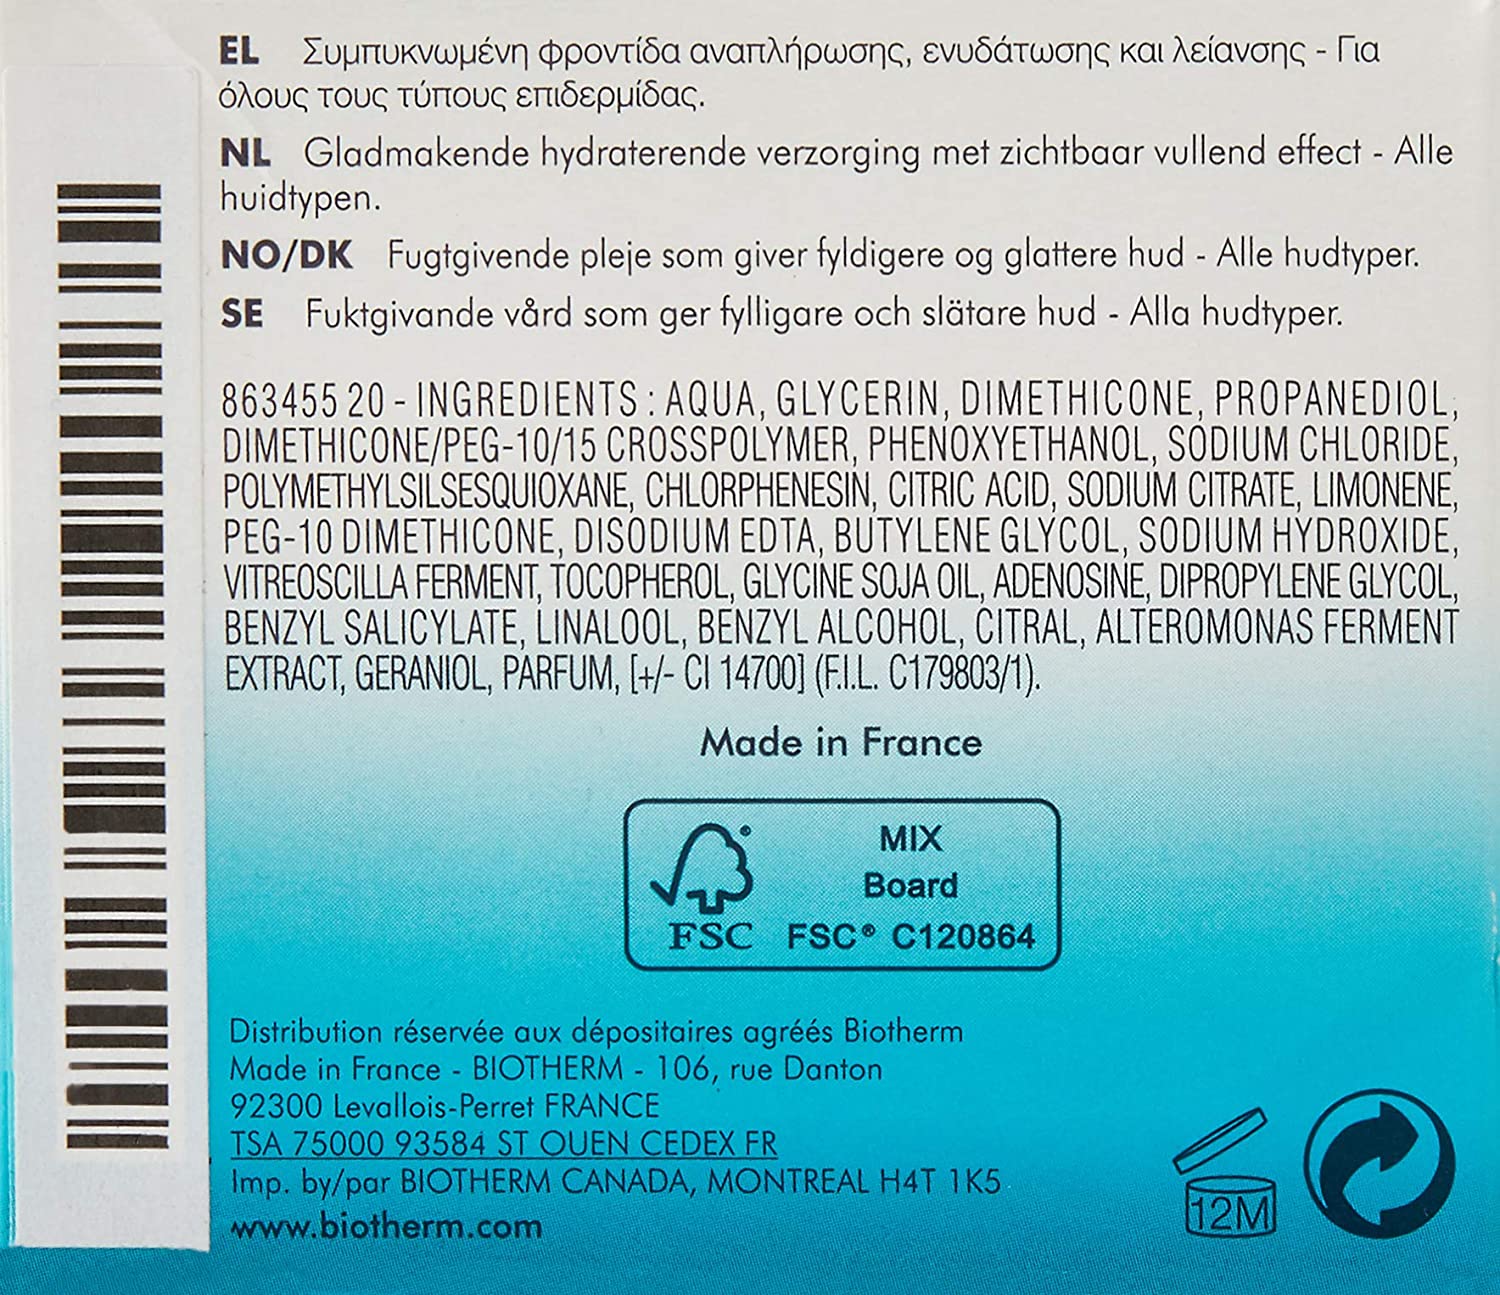 EL Συμπυκνωμένη φροντίδα αναπλήρωσης, ενυδάτωσης και λείανσης - Για
όλους τους τύπους επιδερμίδας.
NL Gladmakende hydraterende verzorging met zichtbaar vullend effect - Alle
huidtypen.
NO/DK Fugtgivende pleje som giver fyldigere og glattere hud - Alle hudtyper.
SE Fuktgivande vård som ger fylligare och slätare hud - Alla hudtyper.
863455 20 - INGREDIENTS : AQUA, GLYCERIN, DIMETHICONE, PROPANEDIOL,
DIMETHICONE/PEG-10/15 CROSSPOLYMER, PHENOXYETHANOL, SODIUM CHLORIDE,
POLYMETHYLSILSESQUIOXANE, CHLORPHENESIN, CITRIC ACID, SODIUM CITRATE, LIMONENE,
PEG-10 DIMETHICONE, DISODIUM EDTA, BUTYLENE GLYCOL, SODIUM HYDROXIDE,
VITREOSCILLA FERMENT, TOCOPHEROL, GLYCINE SOJA OIL, ADENOSINE, DIPROPYLENE GLYCOL,
BENZYL SALICYLATE, LINALOOL, BENZYL ALCOHOL, CITRAL, ALTEROMONAS FERMENT
EXTRACT, GERANIOL, PARFUM, [+/- CI 14700] (F.I.L. C179803/1).
Made in France
MIX
Board
FSC FSC® C120864
Distribution réservée aux dépositaires agréés Biotherm
Made in France - BIOTHERM - 106, rue Danton
92300 Levallois-Perret FRANCE
TSA 75000 93584 ST OUEN CEDEX FR
Imp. by/par BIOTHERM CANADA, MONTREAL H4T 1K5
www.biotherm.com
12M